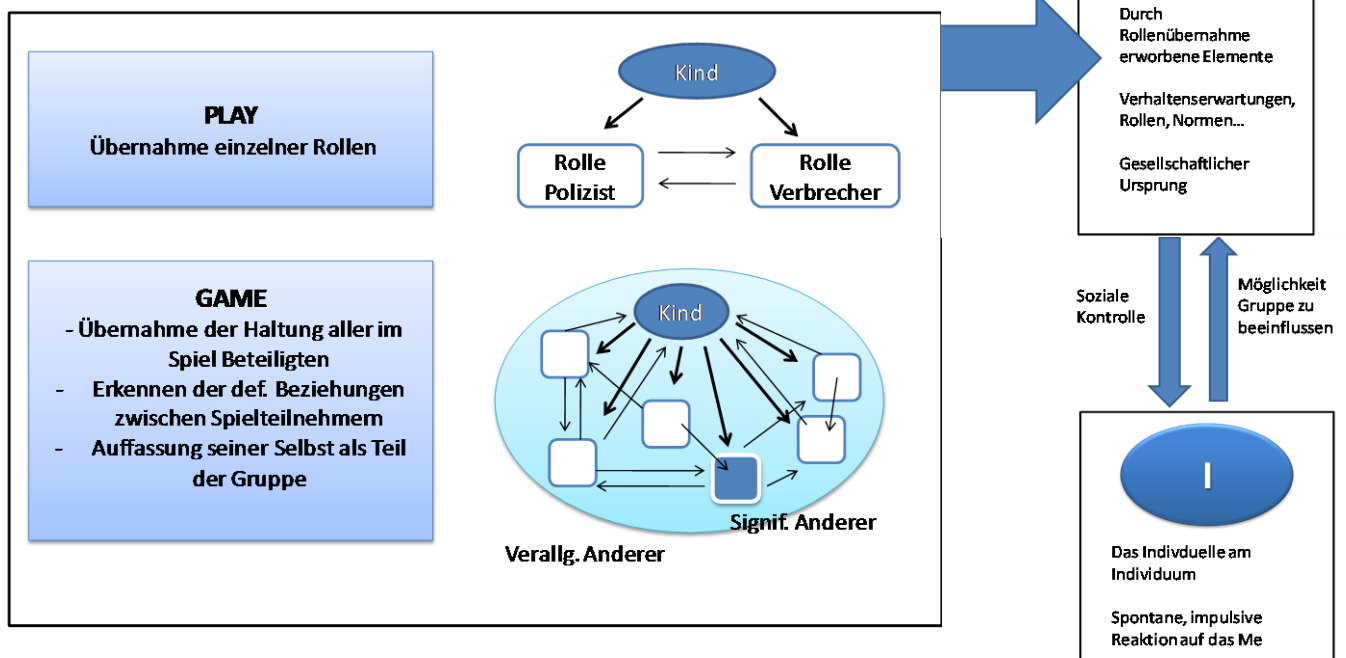 PLAY
Übernahme einzelner Rollen
Kind
Rolle
Polizist
Rolle
Verbrecher
GAME
- Übernahme der Haltung aller im
Spiel Beteiligten
- Erkennen der def. Beziehungen
zwischen Spielteilnehmern
- Auffassung seiner Selbst als Teil
der Gruppe
Kind
Signif. Anderer
Verallg. Anderer
Durch
Rollenübernahme
erworbene Elemente
Verhaltenserwartungen,
Rollen, Normen...
Gesellschaftlicher
Ursprung
Soziale
Kontrolle
Möglichkeit
Gruppe zu
beeinflussen
I
Das Indivduelle am
Individuum
Spontane, impulsive
Reaktion auf das Me